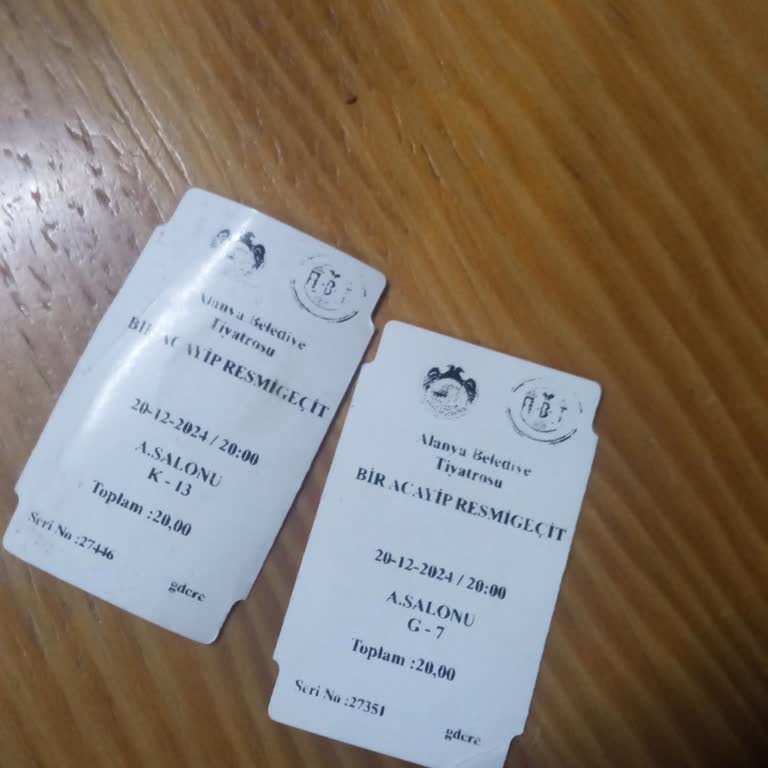 Alanya Belediye
Tiyatrosu
BİR ACAYİP RESMİGEÇİT
20-12-2024 / 20:00
A.SALONU
K - 13
Toplam :20,00
Seri No :27446
gdere
ABT
Alanya Belediye
Tiyatrosu
BİR ACAYİP RESMİGEÇİT
20-12-2024 / 20:00
A.SALONU
G - 7
Toplam :20,00
Seri No :27351
gdere